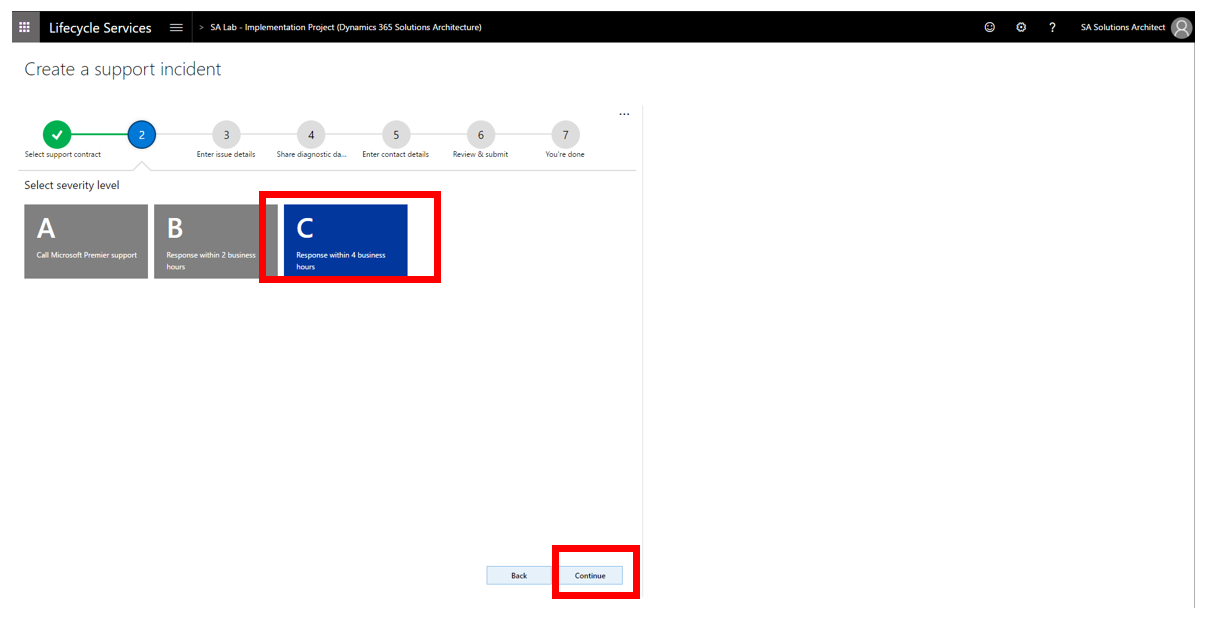 Lifecycle Services
> SA Lab - Implementation Project (Dynamics 365 Solutions Architecture)
? SA Solutions Architect
Create a support incident
...
2 3 4 5 6 7
Select support contract Enter issue details Share diagnostic da... Enter contact details Review & submit You're done
Select severity level
A
Call Microsoft Premier support
B
Response within 2 business
hours
C
Response within 4 business
hours
Back Continue